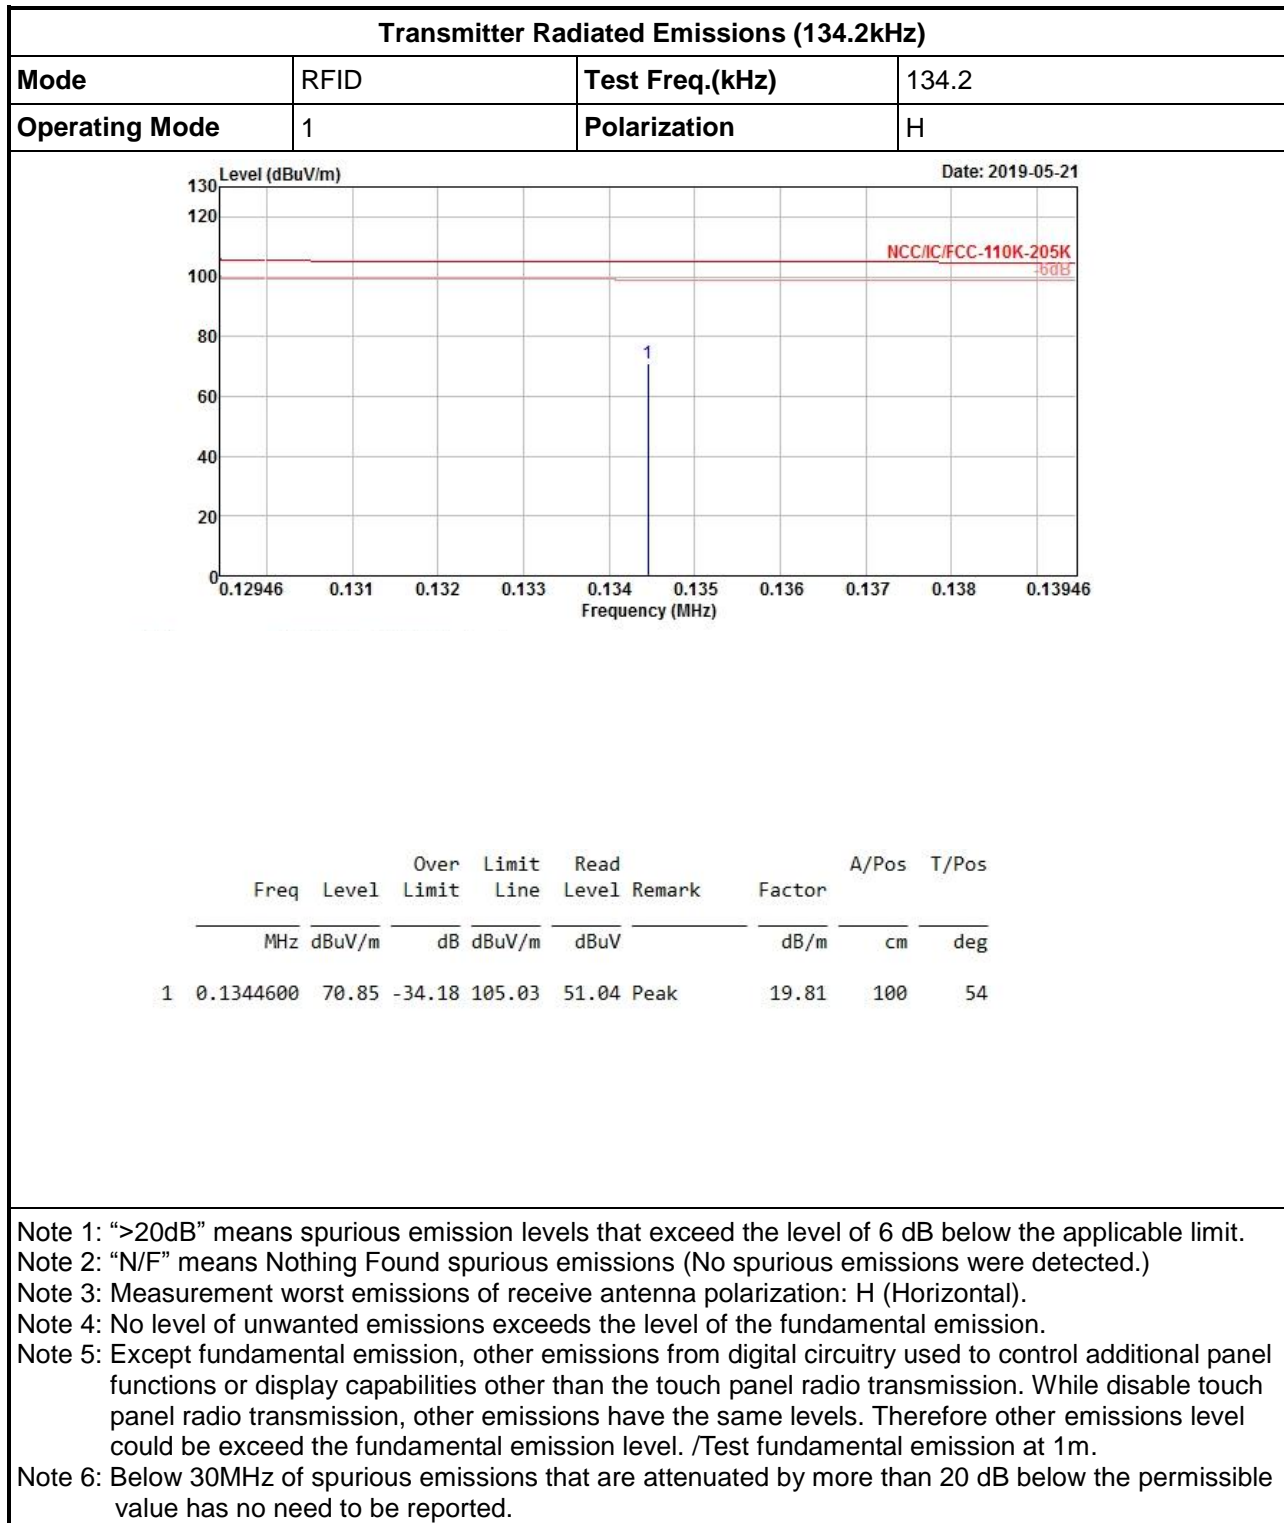 Transmitter Radiated Emissions (134.2kHz)
Mode RFID Test Freq.(kHz) 134.2
Operating Mode 1 Polarization H
Level (dBuV/m) Date: 2019-05-21
130
120
NCC/IC/FCC-110K-205K
-6dB
100
80
1
60
40
20
0
0.12946 0.131 0.132 0.133 0.134 0.135 0.136 0.137 0.138 0.13946
Frequency (MHz)
Over Limit Read A/Pos T/Pos
Freq Level Limit Line Level Remark Factor
MHz dBuV/m dB dBuV/m dBuV dB/m cm deg
1 0.1344600 70.85 -34.18 105.03 51.04 Peak 19.81 100 54
Note 1: “>20dB” means spurious emission levels that exceed the level of 6 dB below the applicable limit.
Note 2: “N/F” means Nothing Found spurious emissions (No spurious emissions were detected.)
Note 3: Measurement worst emissions of receive antenna polarization: H (Horizontal).
Note 4: No level of unwanted emissions exceeds the level of the fundamental emission.
Note 5: Except fundamental emission, other emissions from digital circuitry used to control additional panel
functions or display capabilities other than the touch panel radio transmission. While disable touch
panel radio transmission, other emissions have the same levels. Therefore other emissions level
could be exceed the fundamental emission level. /Test fundamental emission at 1m.
Note 6: Below 30MHz of spurious emissions that are attenuated by more than 20 dB below the permissible
value has no need to be reported.